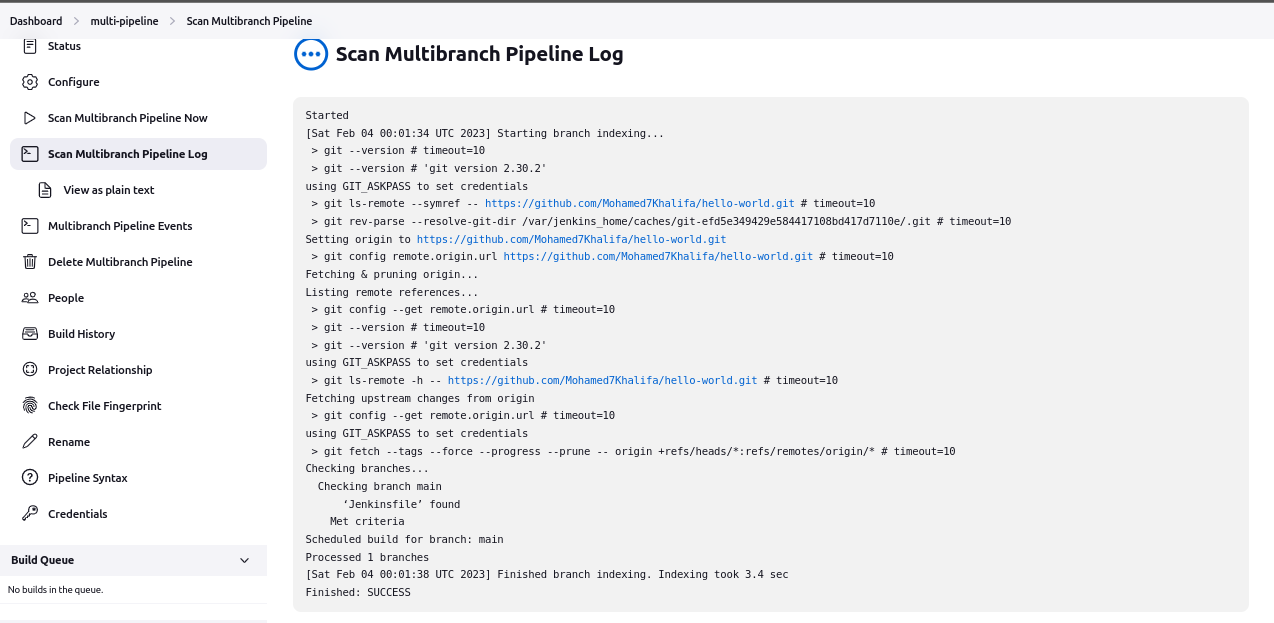 Dashboard > multi-pipeline > Scan Multibranch Pipeline
Status
Configure
Scan Multibranch Pipeline Now
Scan Multibranch Pipeline Log
View as plain text
Multibranch Pipeline Events
Delete Multibranch Pipeline
People
Build History
Project Relationship
Check File Fingerprint
Rename
Pipeline Syntax
Credentials
Build Queue
No builds in the queue.
Scan Multibranch Pipeline Log
Started
[Sat Feb 04 00:01:34 UTC 2023] Starting branch indexing...
 > git --version # timeout=10
 > git --version # 'git version 2.30.2'
using GIT_ASKPASS to set credentials
 > git ls-remote --symref -- https://github.com/Mohamed7Khalifa/hello-world.git # timeout=10
 > git rev-parse --resolve-git-dir /var/jenkins_home/caches/git-efd5e349429e584417108bd417d7110e/.git # timeout=10
Setting origin to https://github.com/Mohamed7Khalifa/hello-world.git
 > git config remote.origin.url https://github.com/Mohamed7Khalifa/hello-world.git # timeout=10
Fetching & pruning origin...
Listing remote references...
 > git config --get remote.origin.url # timeout=10
 > git --version # timeout=10
 > git --version # 'git version 2.30.2'
using GIT_ASKPASS to set credentials
 > git ls-remote -h -- https://github.com/Mohamed7Khalifa/hello-world.git # timeout=10
Fetching upstream changes from origin
 > git config --get remote.origin.url # timeout=10
using GIT_ASKPASS to set credentials
 > git fetch --tags --force --progress --prune -- origin +refs/heads/*:refs/remotes/origin/* # timeout=10
Checking branches...
  Checking branch main
      ‘Jenkinsfile’ found
    Met criteria
Scheduled build for branch: main
Processed 1 branches
[Sat Feb 04 00:01:38 UTC 2023] Finished branch indexing. Indexing took 3.4 sec
Finished: SUCCESS